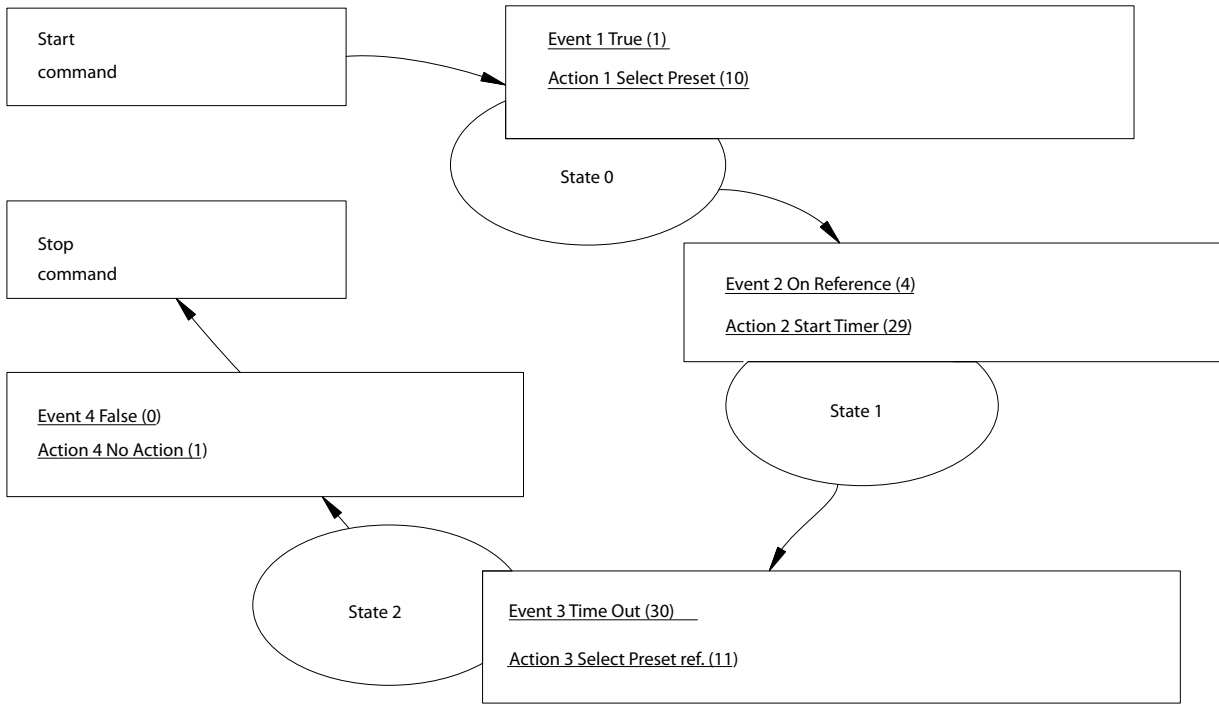 Start
command
Event 1 True (1)
Action 1 Select Preset (10)
State 0
Stop
command
Event 2 On Reference (4)
Action 2 Start Timer (29)
State 1
Event 4 False (0)
Action 4 No Action (1)
State 2
Event 3 Time Out (30)
Action 3 Select Preset ref. (11)